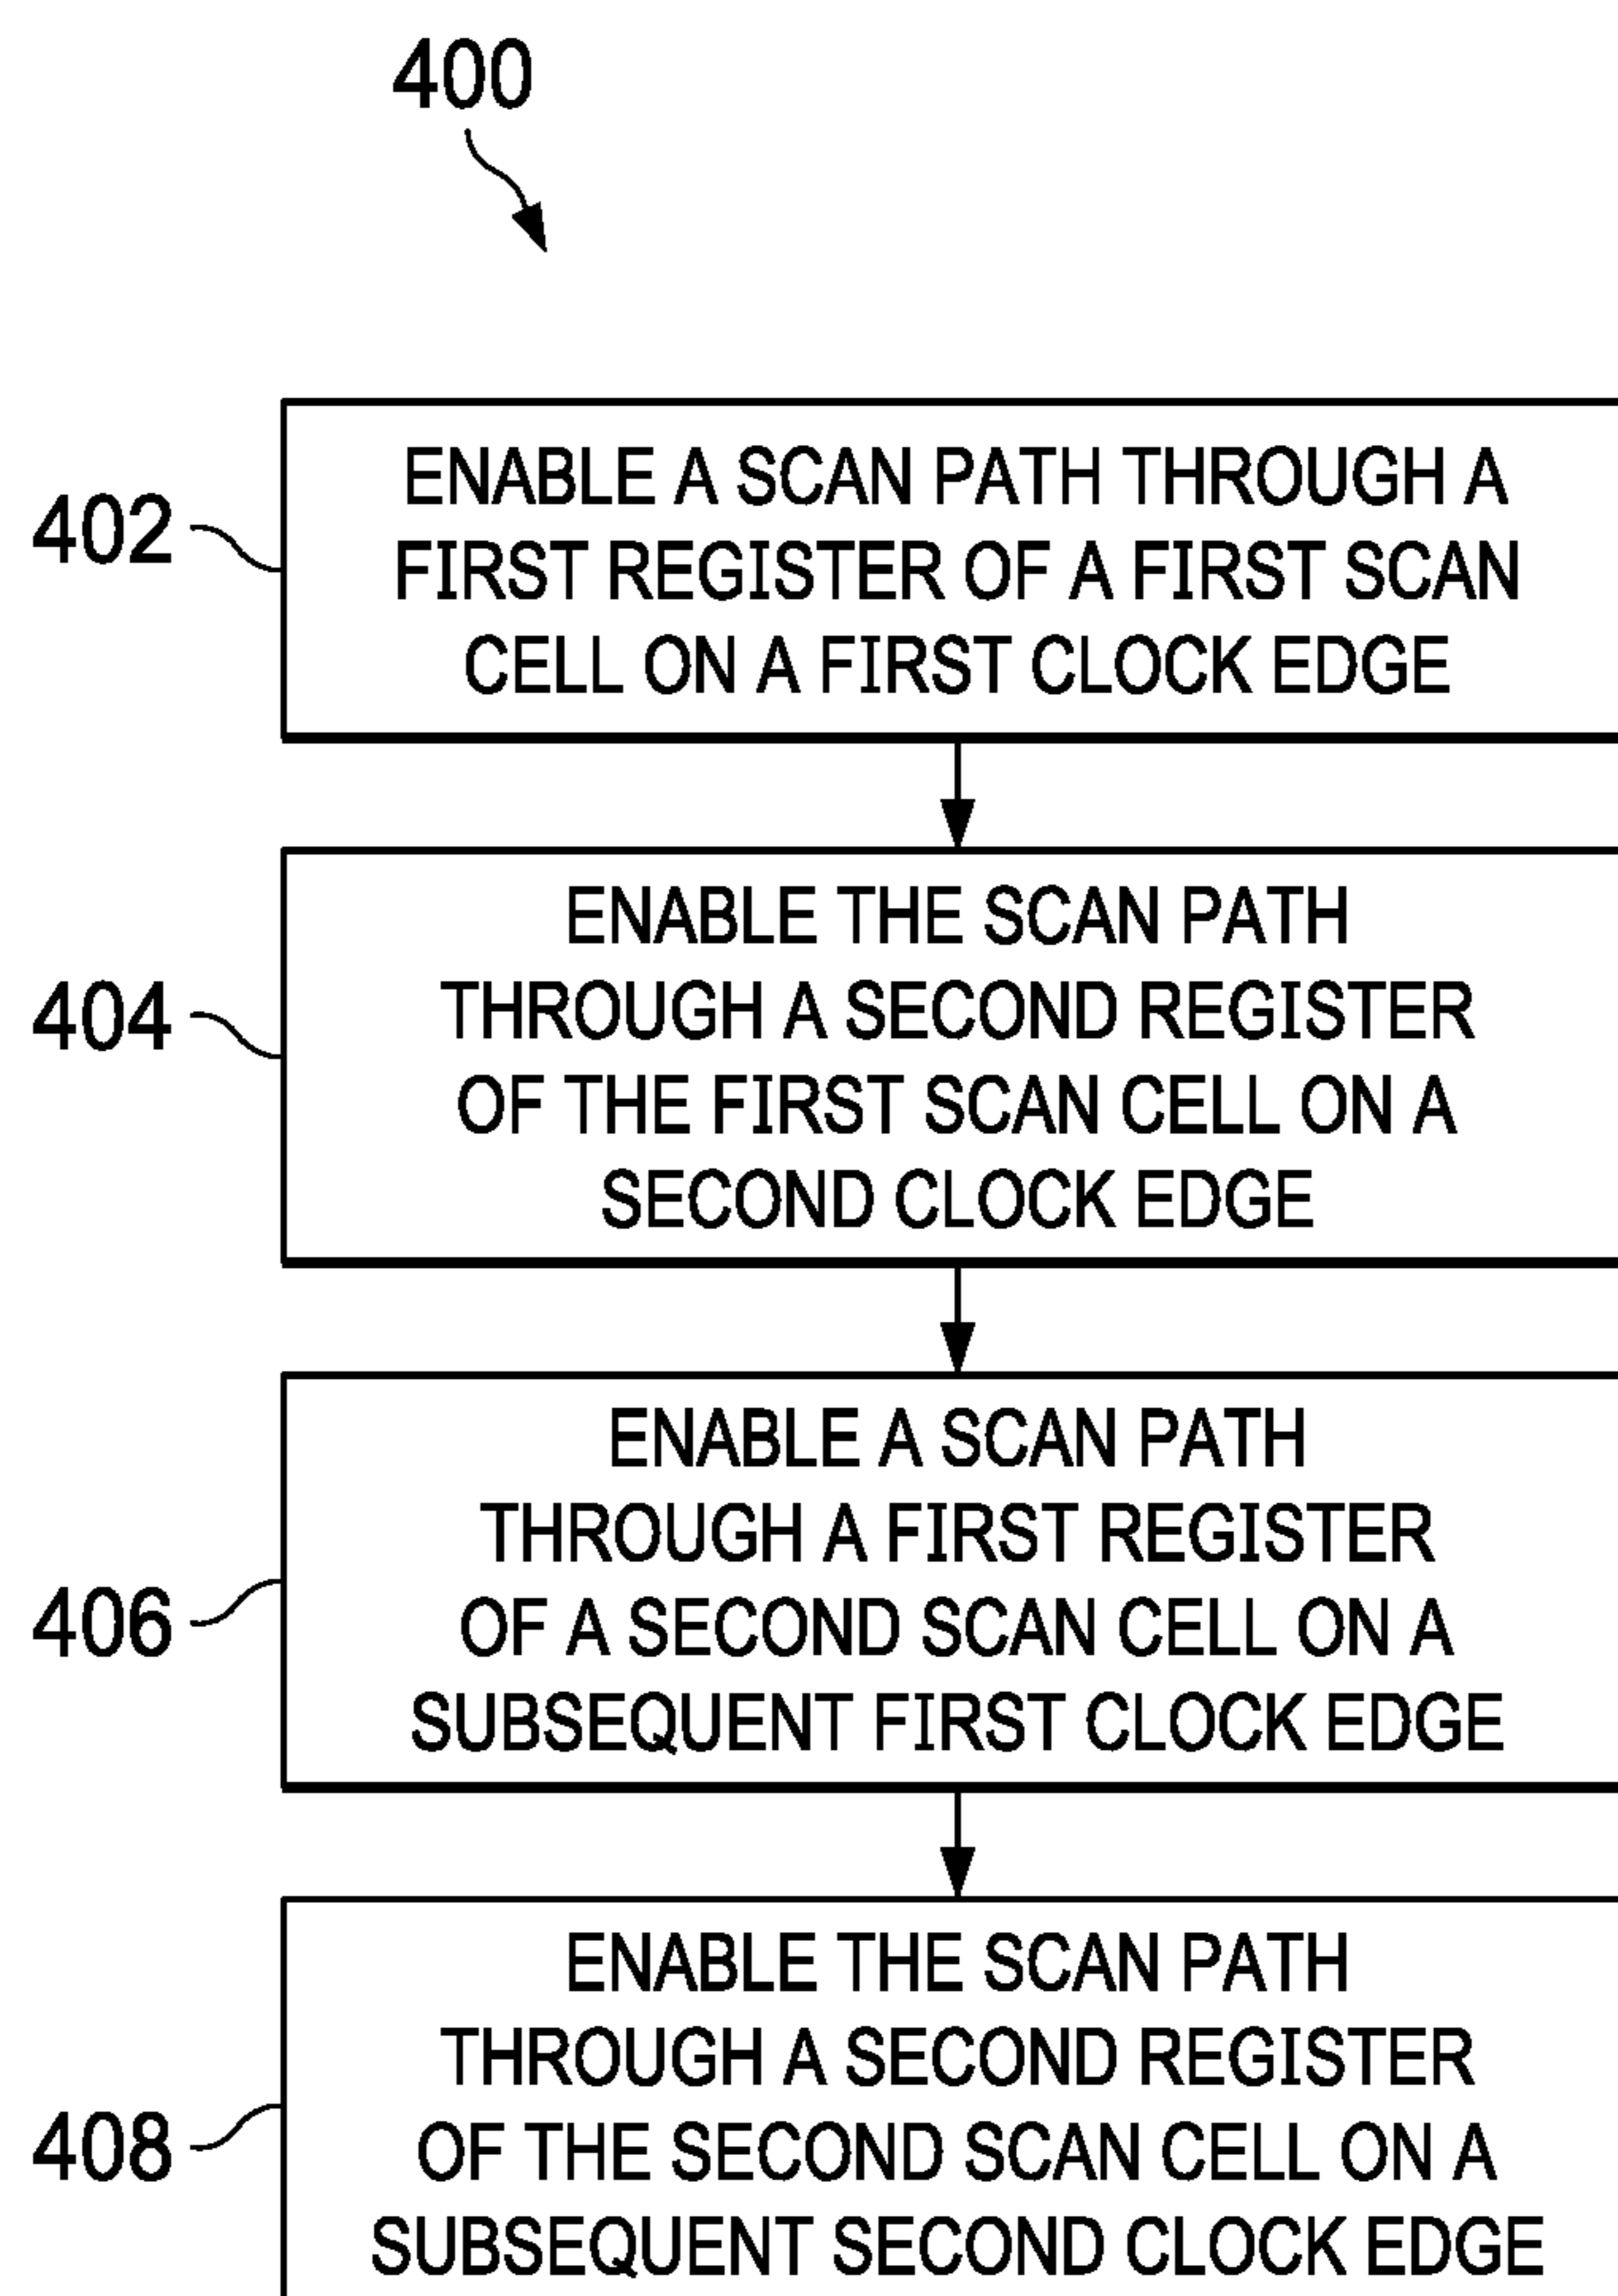 400
402
ENABLE A SCAN PATH THROUGH A
FIRST REGISTER OF A FIRST SCAN
CELL ON A FIRST CLOCK EDGE
404
ENABLE THE SCAN PATH
THROUGH A SECOND REGISTER
OF THE FIRST SCAN CELL ON A
SECOND CLOCK EDGE
406
ENABLE A SCAN PATH
THROUGH A FIRST REGISTER
OF A SECOND SCAN CELL ON A
SUBSEQUENT FIRST CLOCK EDGE
408
ENABLE THE SCAN PATH
THROUGH A SECOND REGISTER
OF THE SECOND SCAN CELL ON A
SUBSEQUENT SECOND CLOCK EDGE